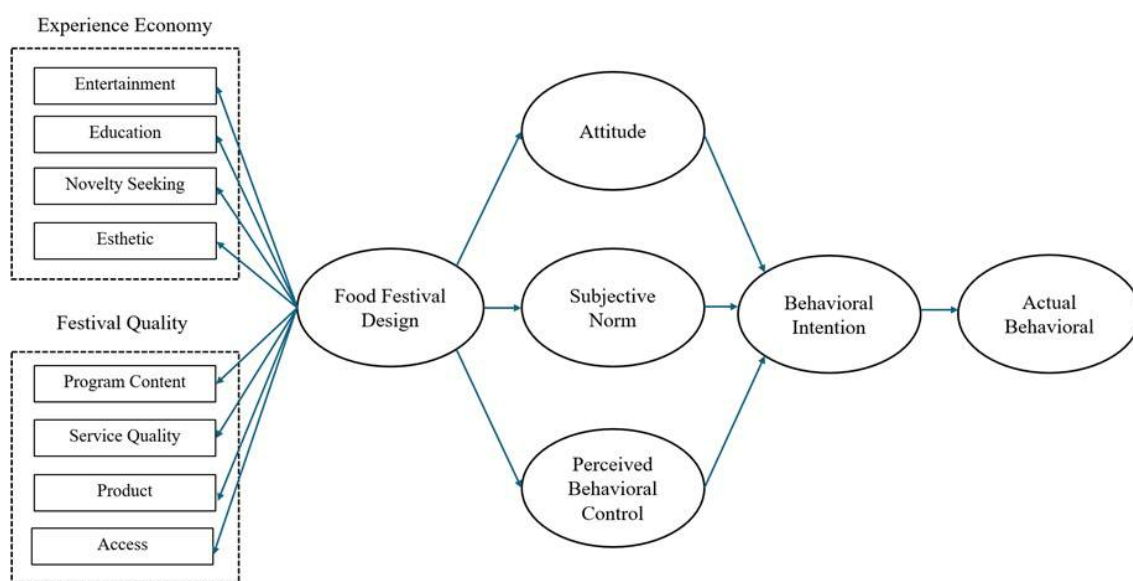 Experience Economy
Entertainment
Education
Novelty Seeking
Esthetic
Festival Quality
Program Content
Service Quality
Product
Access
Food Festival
Design
Attitude
Subjective
Norm
Perceived
Behavioral
Control
Behavioral
Intention
Actual
Behavioral